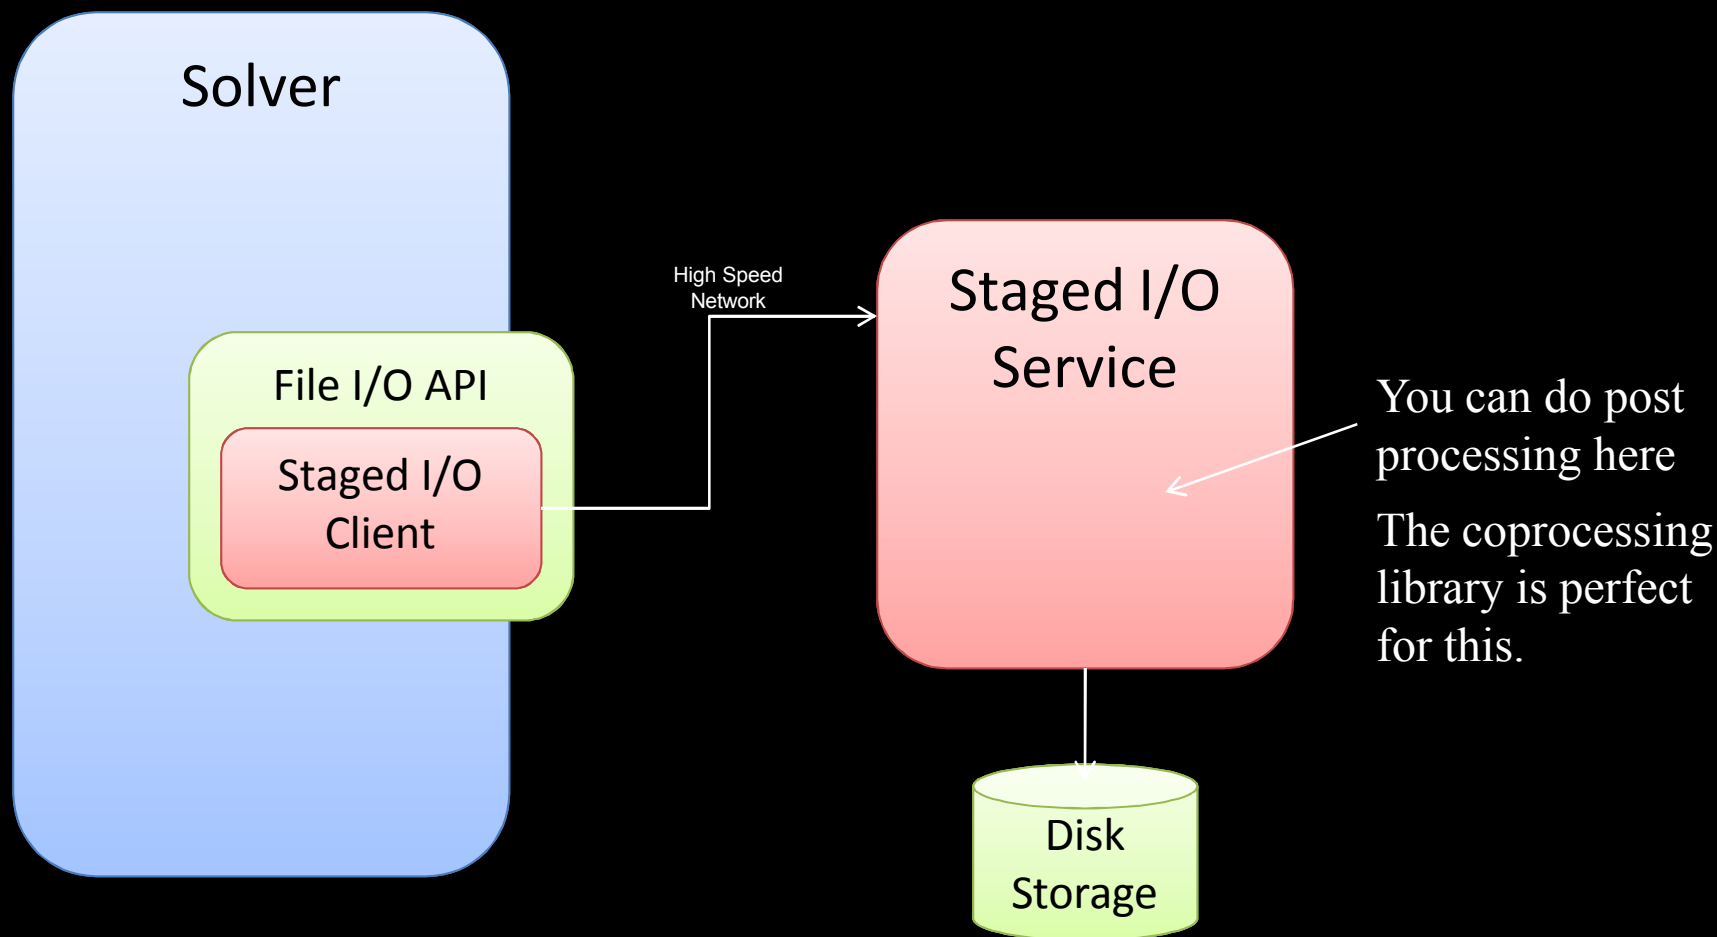 Solver
File I/O API
Staged I/O
Client
High Speed
Network
Staged I/O
Service
You can do post
processing here
The coprocessing
library is perfect
for this.
Disk
Storage